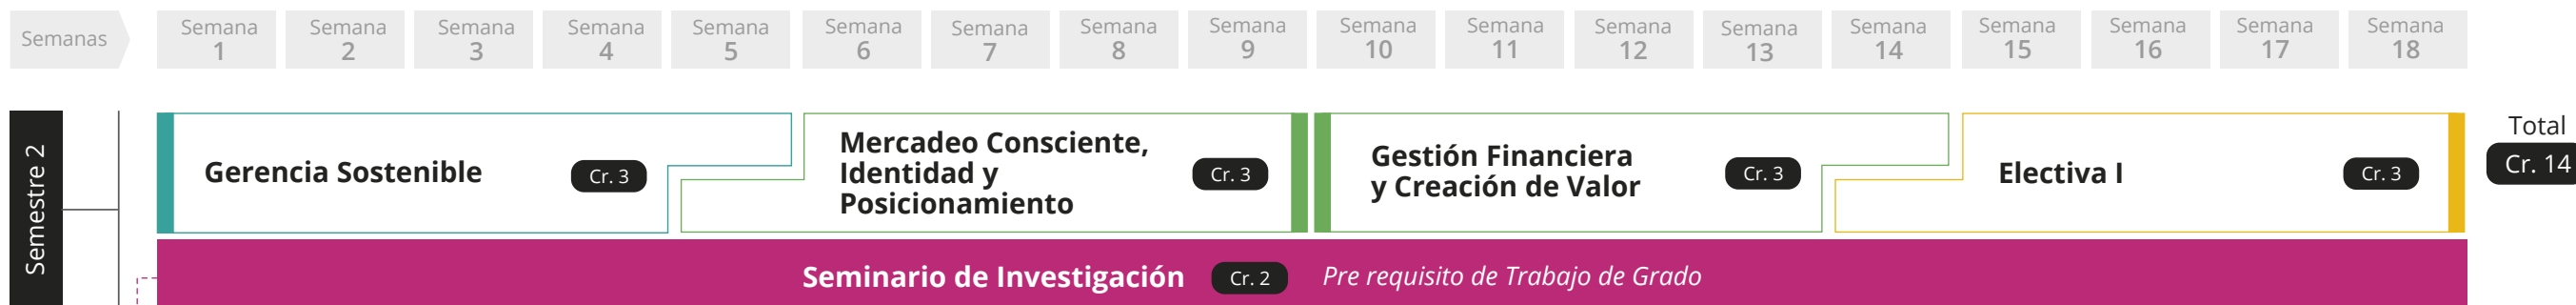 Semanas
Semana
1
Semana
2
Semana
3
Semana
4
Semana
5
Semana
6
Semana
7
Semana
8
Semana
9
Semana
10
Semana
11
Semana
12
Semana
13
Semana
14
Semana
15
Semana
16
Semana
17
Semana
18
Semestre 2
Gerencia Sostenible
Cr. 3
Mercadeo Consciente,
Identidad y
Posicionamiento
Cr. 3
Gestión Financiera
y Creación de Valor
Cr. 3
Electiva I
Cr. 3
Total
Cr. 14
Seminario de Investigación
Cr. 2
Pre requisito de Trabajo de Grado